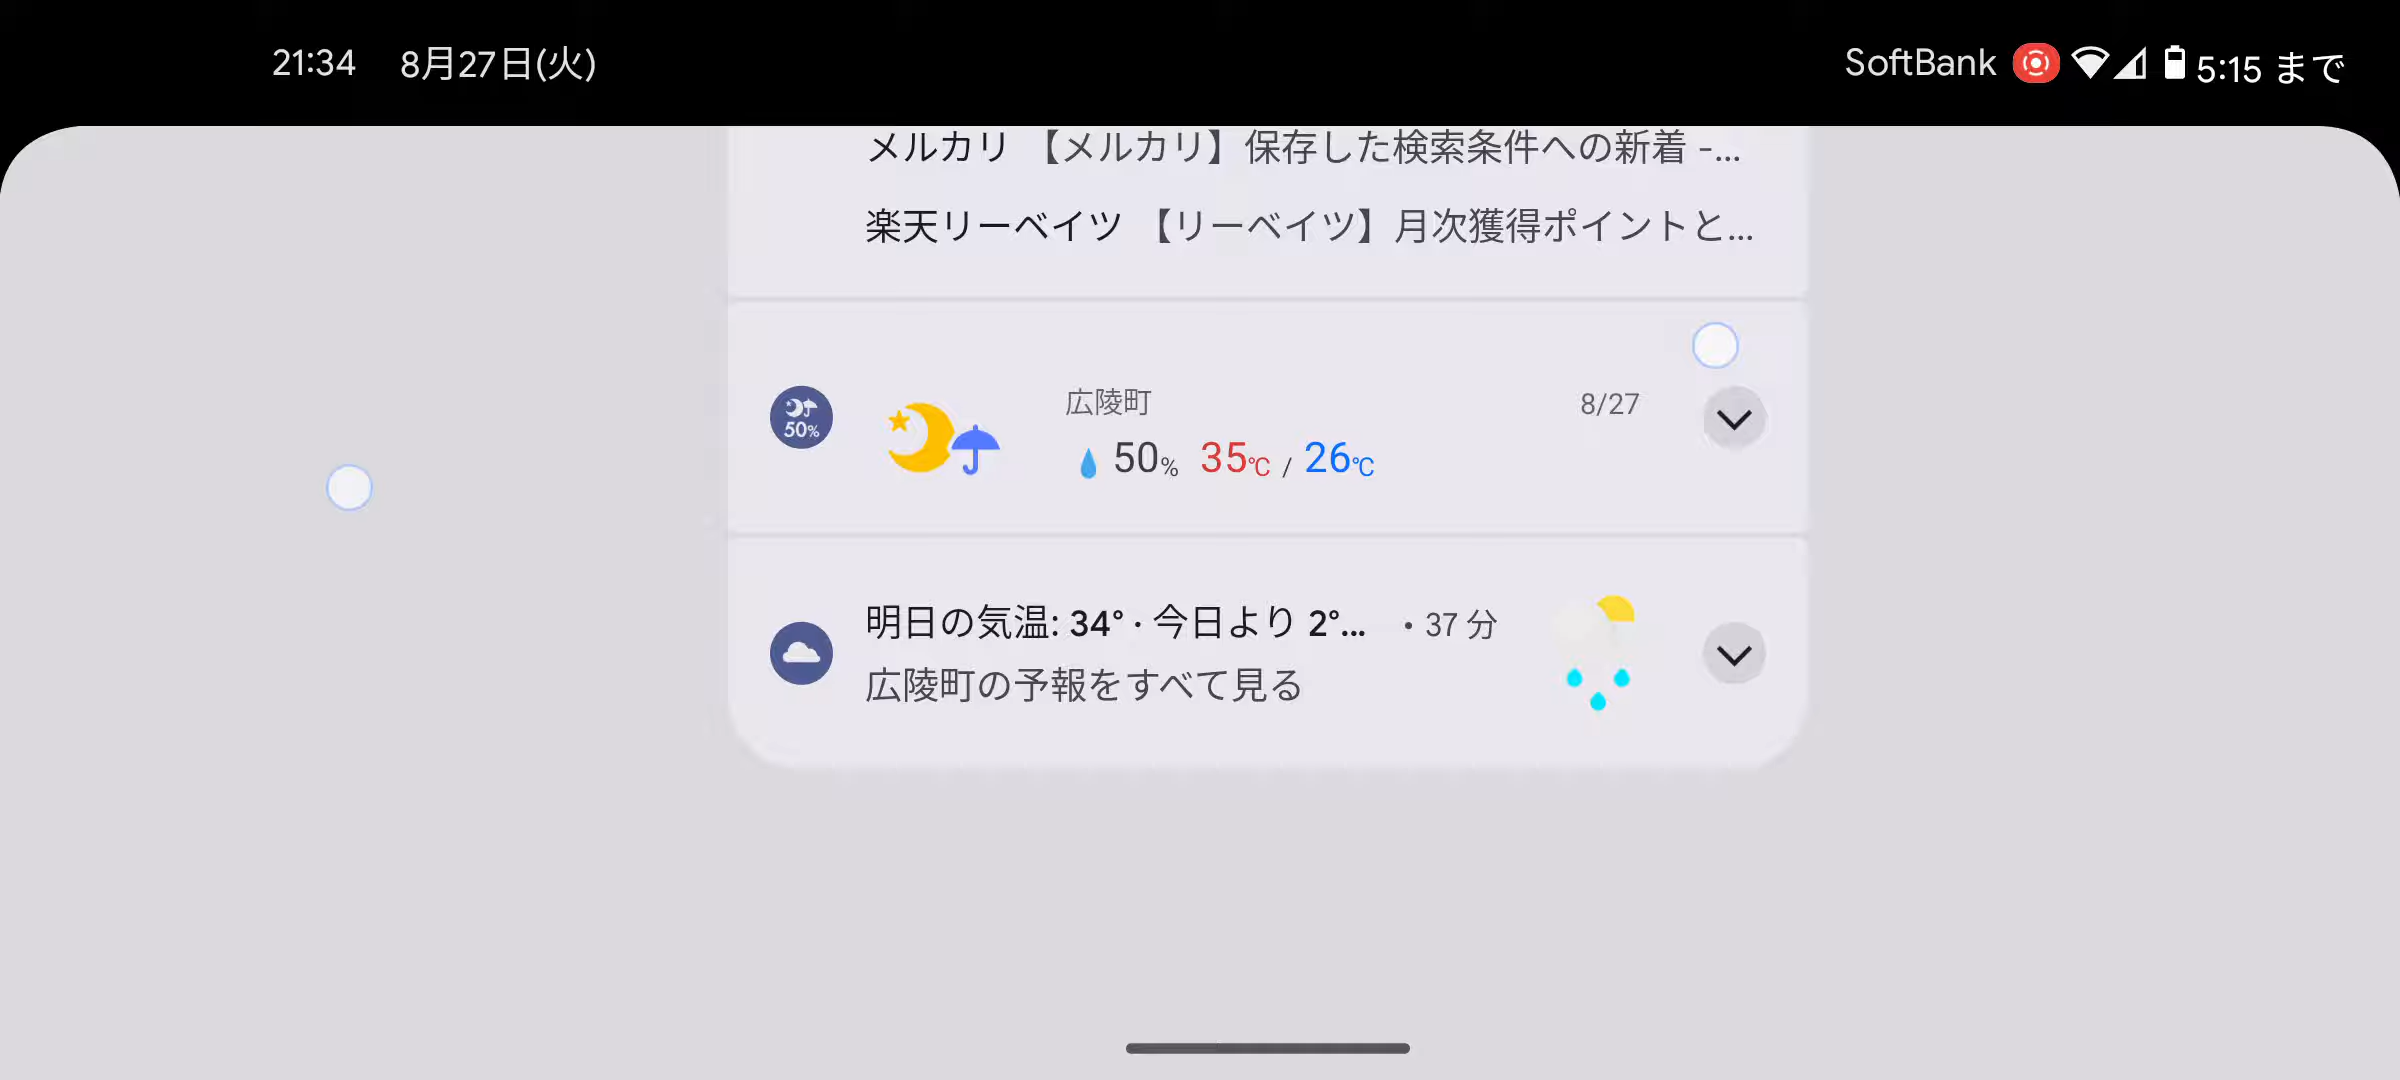 21:34 8月27日(火) SoftBank 5:15 まで
メルカリ 【メルカリ】保存した検索条件への新着 -...
楽天リーベイツ 【リーベイツ】月次獲得ポイントと...
50%
広陵町 8/27
50% 35℃ / 26℃
明日の気温: 34° · 今日より 2°... • 37 分
広陵町の予報をすべて見る